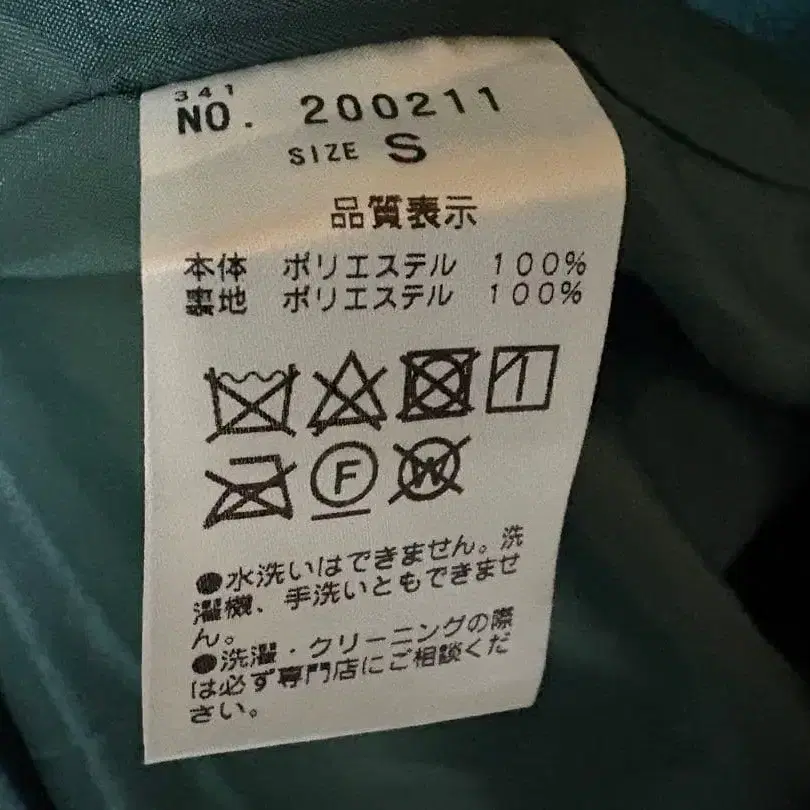 341
NO. 200211
SIZE S
品質表示
本体 ポリエステル 100%
裏地 ポリエステル 100%
F
W
●水洗いはできません。洗
濯機、手洗いともできませ
ん。
●洗濯・クリーニングの際
は必ず専門店にご相談くだ
さい。